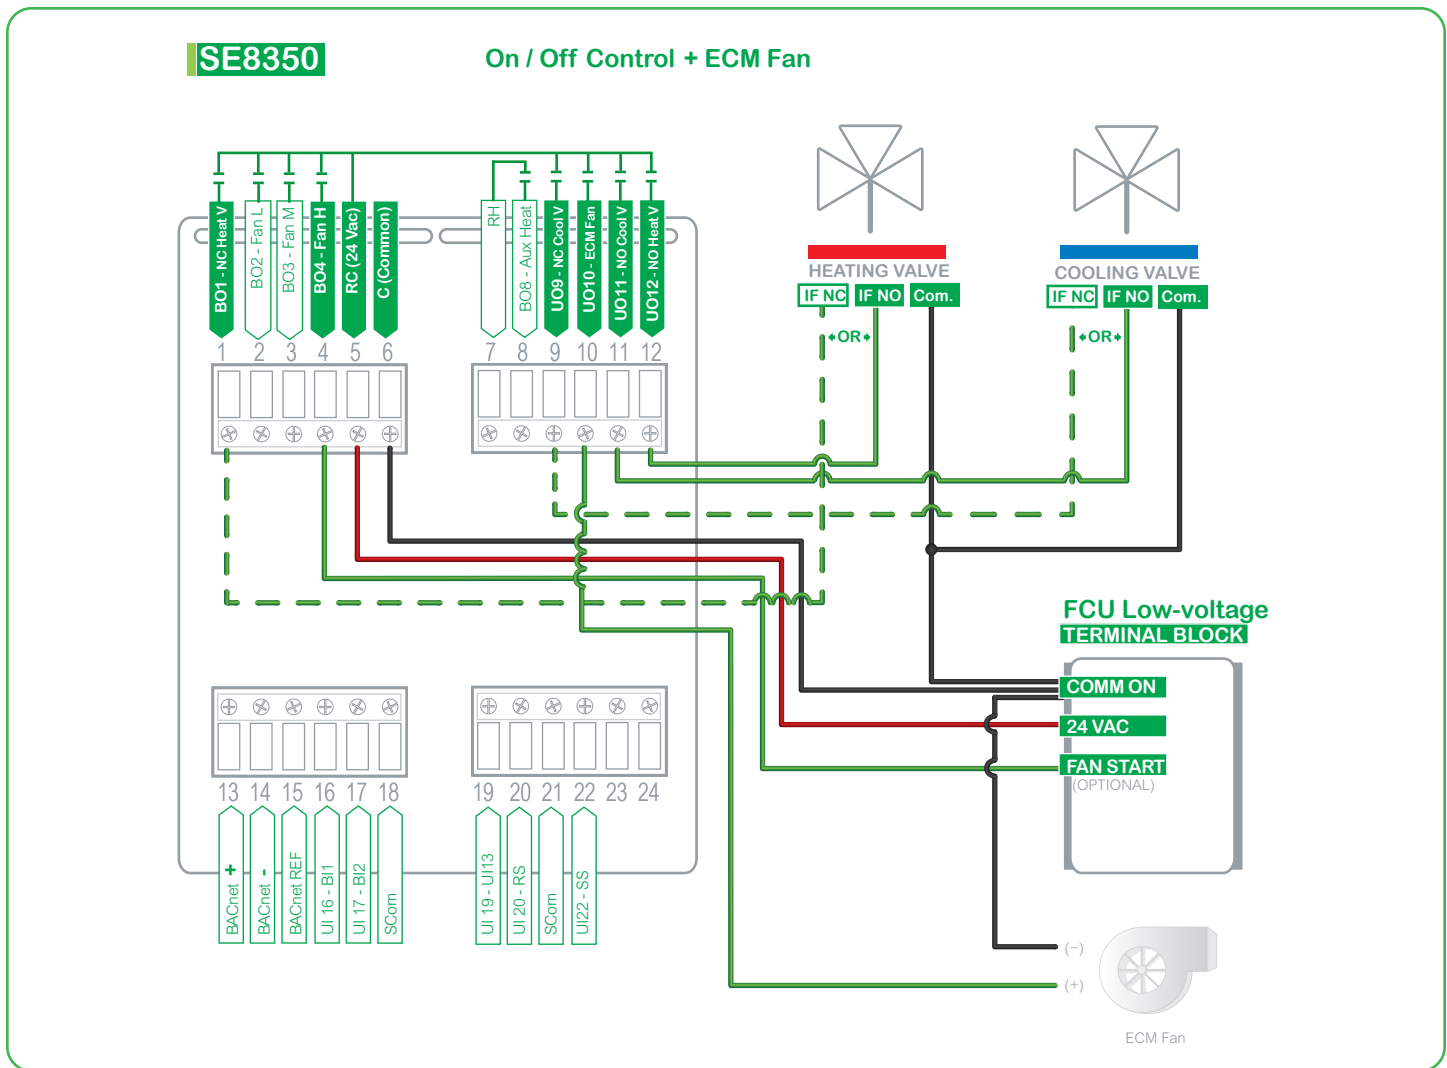 SE8350
On / Off Control + ECM Fan
BO1 - NC Heat V
BO2 - Fan L
BO3 - Fan M
BO4 - Fan H
RC (24 Vac)
C (Common)
RH
BO8 - Aux Heat
UO9 - NC Cool V
UO10 - ECM Fan
UO11 - NO Cool V
UO12 - NO Heat V
1 2 3 4 5 6
7 8 9 10 11 12
HEATING VALVE
IF NC IF NO Com.
OR
COOLING VALVE
IF NC IF NO Com.
OR
FCU Low-voltage
TERMINAL BLOCK
COMM ON
24 VAC
FAN START
(OPTIONAL)
13 14 15 16 17 18
19 20 21 22 23 24
BACnet +
BACnet -
BACnet REF
UI 16 - BI1
UI 17 - BI2
SCom
UI 19 - UI13
UI 20 - RS
SCom
UI22 - SS
(−)
(+)
ECM Fan